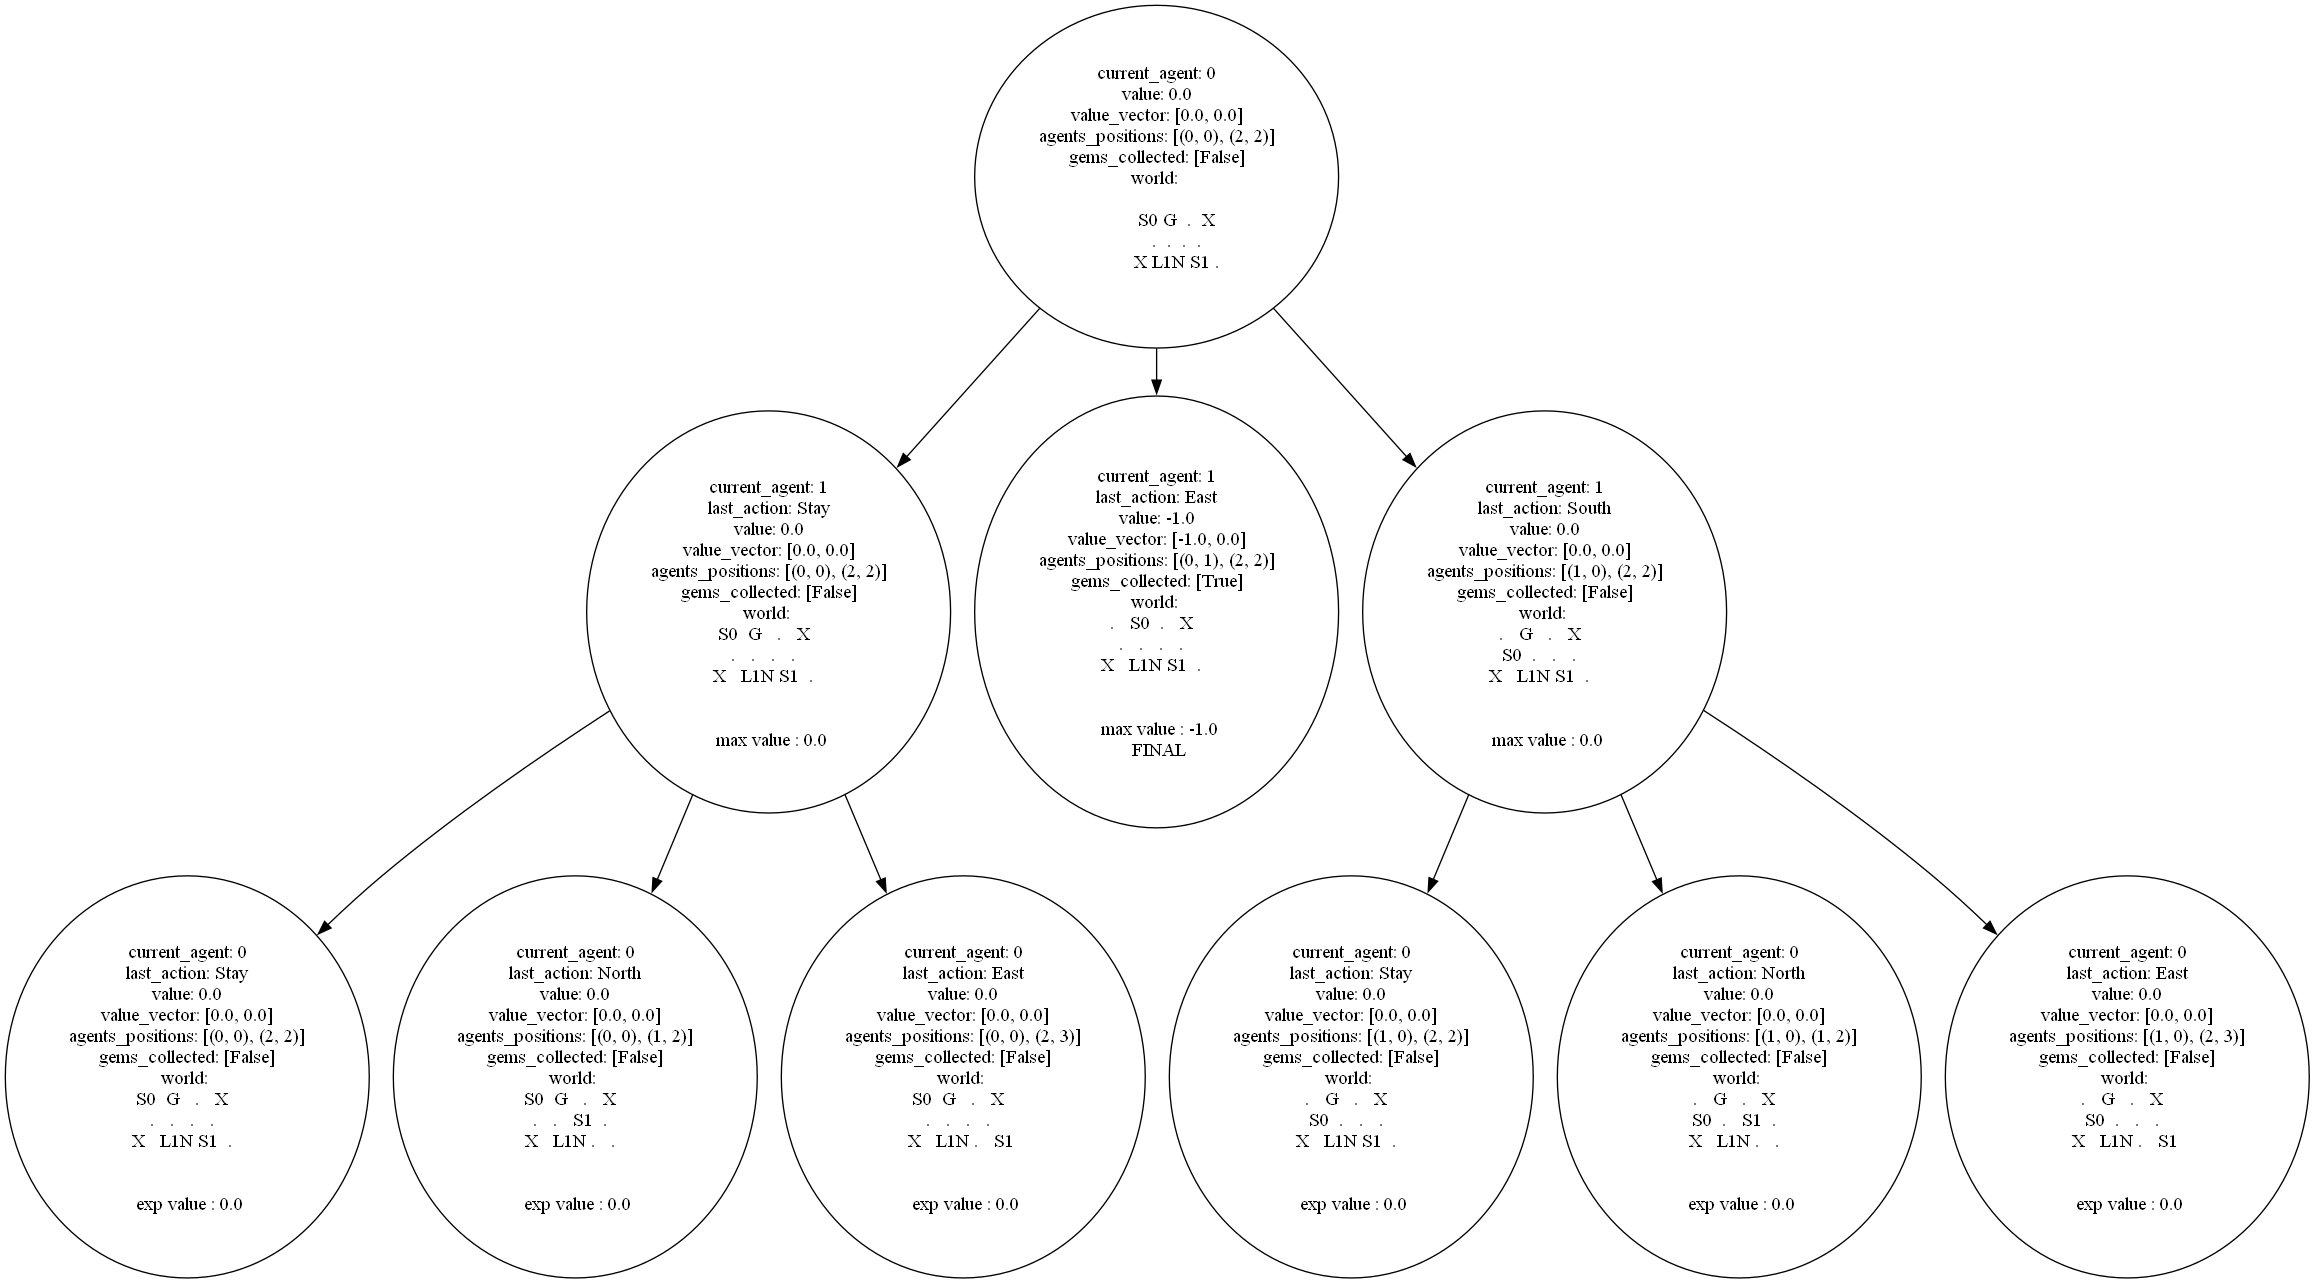 current_agent: 0
value: 0.0
value_vector: [0.0, 0.0]
agents_positions: [(0, 0), (2, 2)]
gems_collected: [False]
world:
S0 G . X
. . . .
X L1N S1 .
current_agent: 1
last_action: Stay
value: 0.0
value_vector: [0.0, 0.0]
agents_positions: [(0, 0), (2, 2)]
gems_collected: [False]
world:
S0 G . X
. . . .
X L1N S1 .
max value : 0.0
current_agent: 1
last_action: East
value: -1.0
value_vector: [-1.0, 0.0]
agents_positions: [(0, 1), (2, 2)]
gems_collected: [True]
world:
. S0 . X
. . . .
X L1N S1 .
max value : -1.0
FINAL
current_agent: 1
last_action: South
value: 0.0
value_vector: [0.0, 0.0]
agents_positions: [(1, 0), (2, 2)]
gems_collected: [False]
world:
. G . X
S0 . . .
X L1N S1 .
max value : 0.0
current_agent: 0
last_action: Stay
value: 0.0
value_vector: [0.0, 0.0]
agents_positions: [(0, 0), (2, 2)]
gems_collected: [False]
world:
S0 G . X
. . . .
X L1N S1 .
exp value : 0.0
current_agent: 0
last_action: North
value: 0.0
value_vector: [0.0, 0.0]
agents_positions: [(0, 0), (1, 2)]
gems_collected: [False]
world:
S0 G . X
. . S1 .
X L1N . .
exp value : 0.0
current_agent: 0
last_action: East
value: 0.0
value_vector: [0.0, 0.0]
agents_positions: [(0, 0), (2, 3)]
gems_collected: [False]
world:
S0 G . X
. . . .
X L1N . S1
exp value : 0.0
current_agent: 0
last_action: Stay
value: 0.0
value_vector: [0.0, 0.0]
agents_positions: [(1, 0), (2, 2)]
gems_collected: [False]
world:
. G . X
S0 . . .
X L1N S1 .
exp value : 0.0
current_agent: 0
last_action: North
value: 0.0
value_vector: [0.0, 0.0]
agents_positions: [(1, 0), (1, 2)]
gems_collected: [False]
world:
. G . X
S0 . S1 .
X L1N . .
exp value : 0.0
current_agent: 0
last_action: East
value: 0.0
value_vector: [0.0, 0.0]
agents_positions: [(1, 0), (2, 3)]
gems_collected: [False]
world:
. G . X
S0 . . .
X L1N . S1
exp value : 0.0